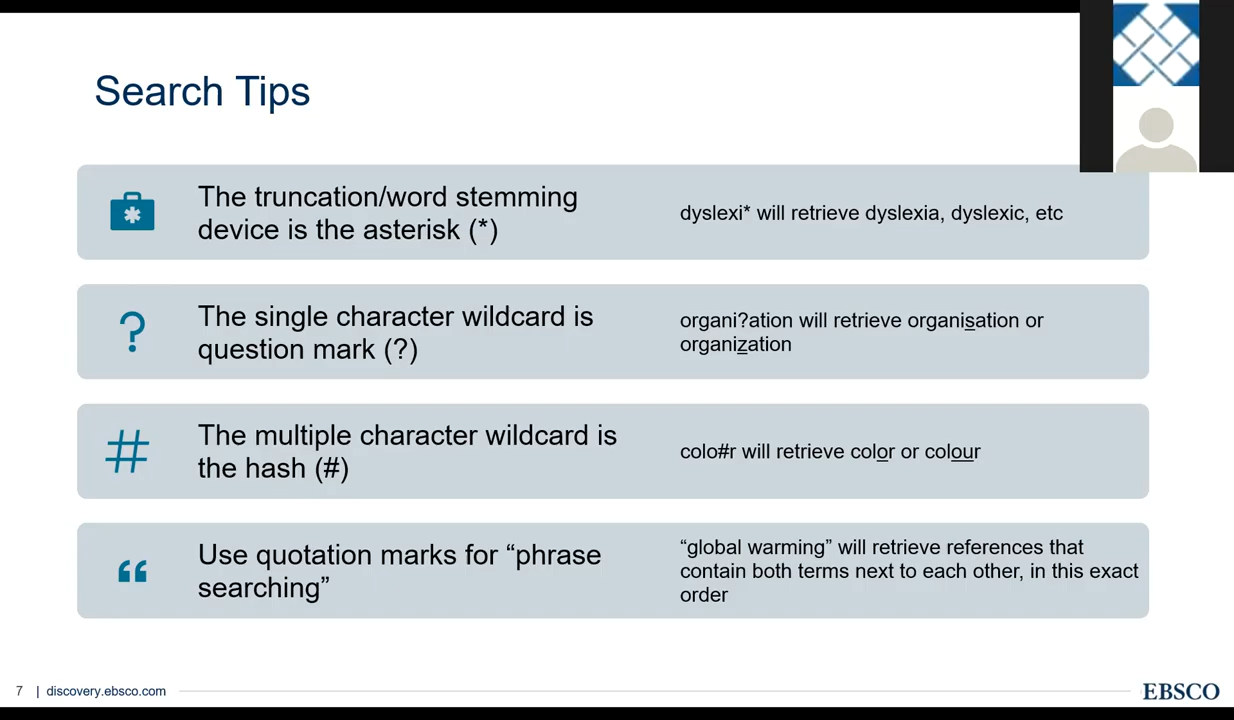 Search Tips
The truncation/word stemming
device is the asterisk (*)
dyslexi* will retrieve dyslexia, dyslexic, etc
?
The single character wildcard is
question mark (?)
organi?ation will retrieve organisation or
organization
#
The multiple character wildcard is
the hash (#)
colo#r will retrieve color or colour
“
Use quotation marks for “phrase
searching”
“global warming” will retrieve references that
contain both terms next to each other, in this exact
order
7 | discovery.ebsco.com
EBSCO